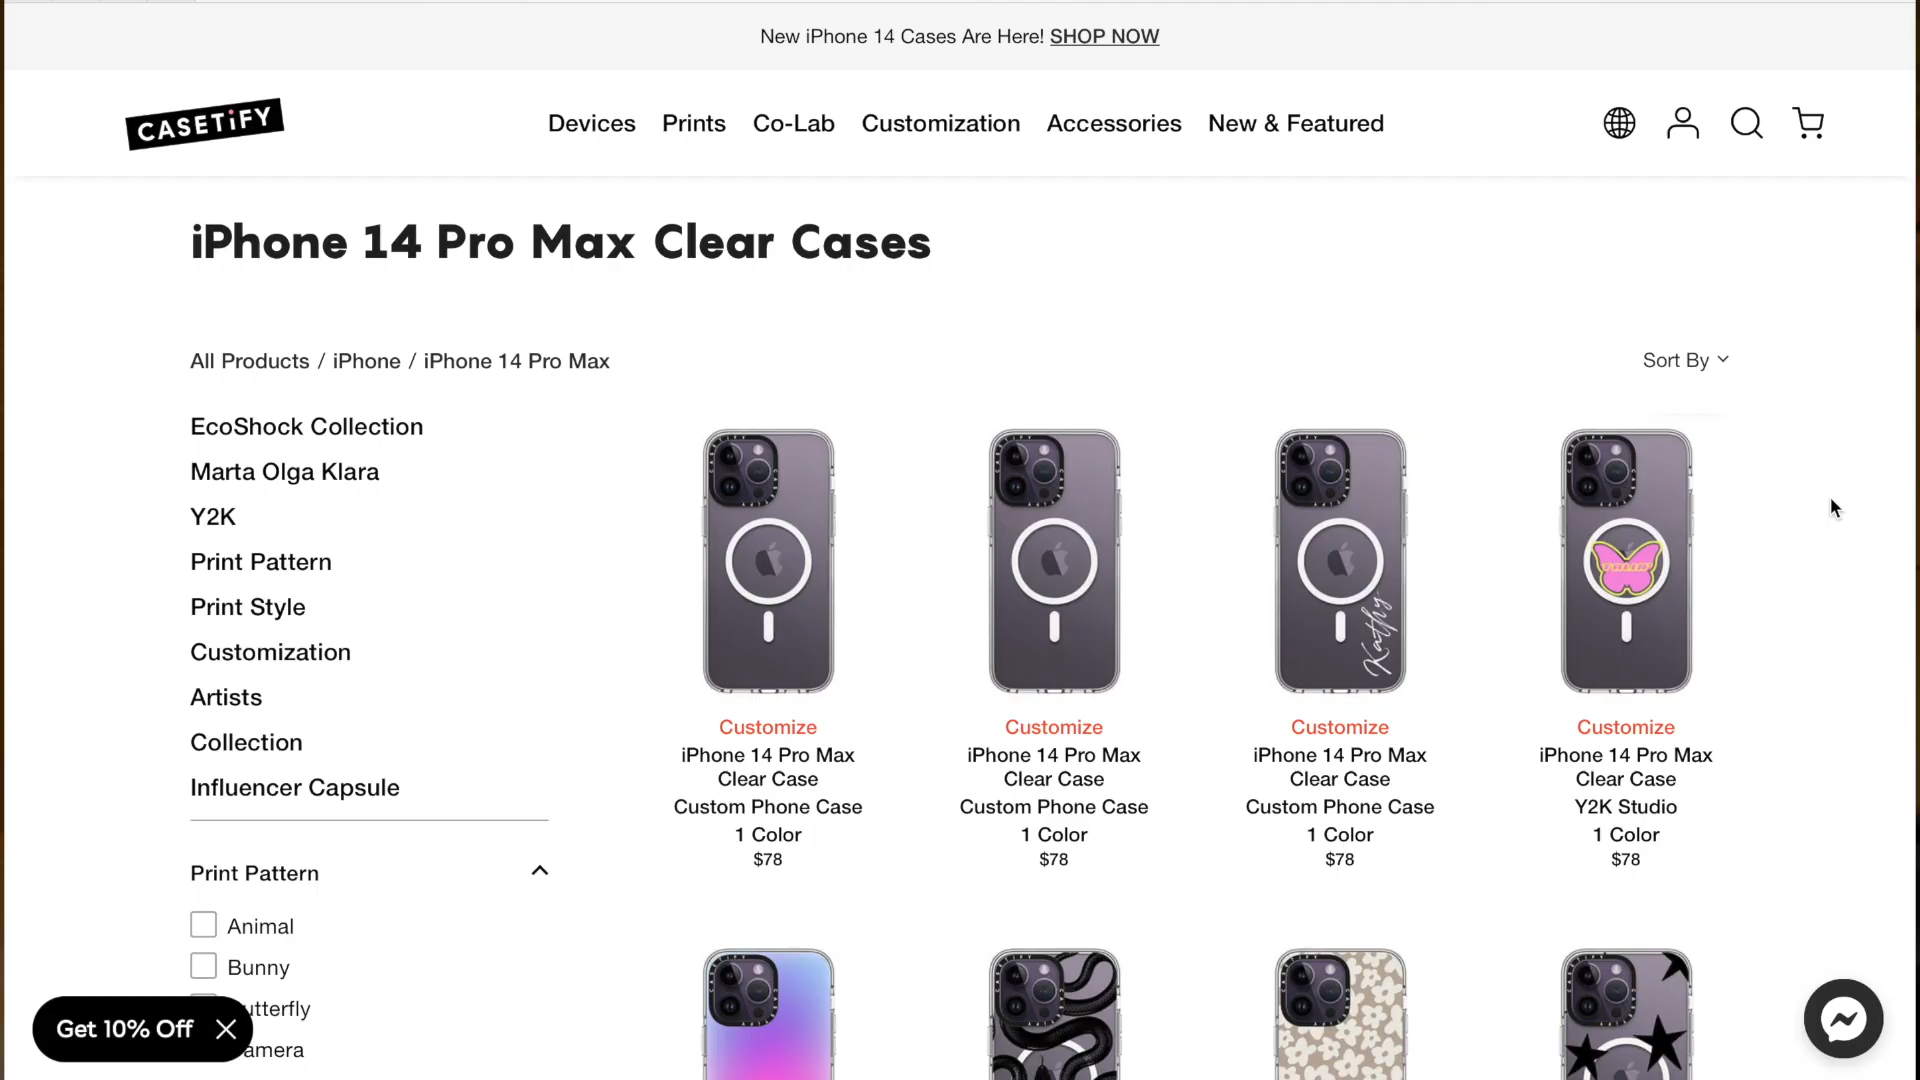 New iPhone 14 Cases Are Here! SHOP NOW
CASETiFY
Devices Prints Co-Lab Customization Accessories New & Featured
iPhone 14 Pro Max Clear Cases
All Products / iPhone / iPhone 14 Pro Max
Sort By
EcoShock Collection
Marta Olga Klara
Y2K
Print Pattern
Print Style
Customization
Artists
Collection
Influencer Capsule
Print Pattern
Animal
Bunny
utterfly
amera
Get 10% Off
Kathy
Customize
iPhone 14 Pro Max
Clear Case
Custom Phone Case
1 Color
$78
Customize
iPhone 14 Pro Max
Clear Case
Custom Phone Case
1 Color
$78
Customize
iPhone 14 Pro Max
Clear Case
Custom Phone Case
1 Color
$78
Customize
iPhone 14 Pro Max
Clear Case
Y2K Studio
1 Color
$78